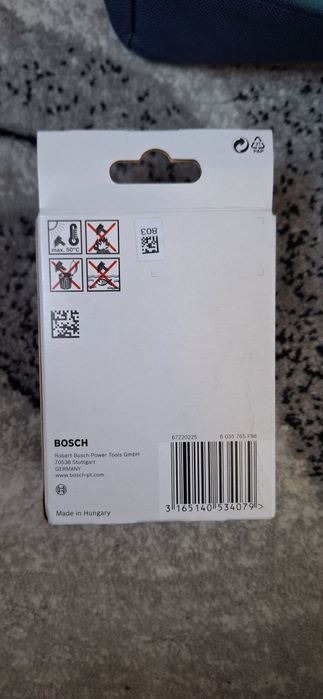 PAP
max. 50°C
803
BOSCH
Robert Bosch Power Tools GmbH
70538 Stuttgart
GERMANY
www.bosch-pt.com
Made in Hungary
67220225
6 035 765 F98
3 165140 534079 >